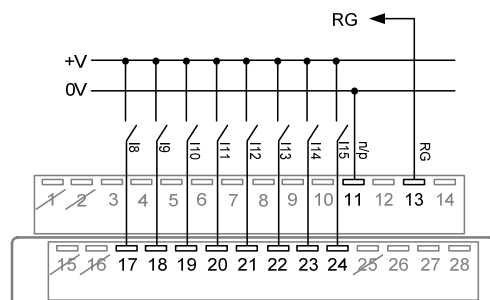 RG
+V
0V
I8 I9 I10 I11 I12 I13 I14 I15 n/p RG
1 2 3 4 5 6 7 8 9 10 11 12 13 14
15 16 17 18 19 20 21 22 23 24 25 26 27 28